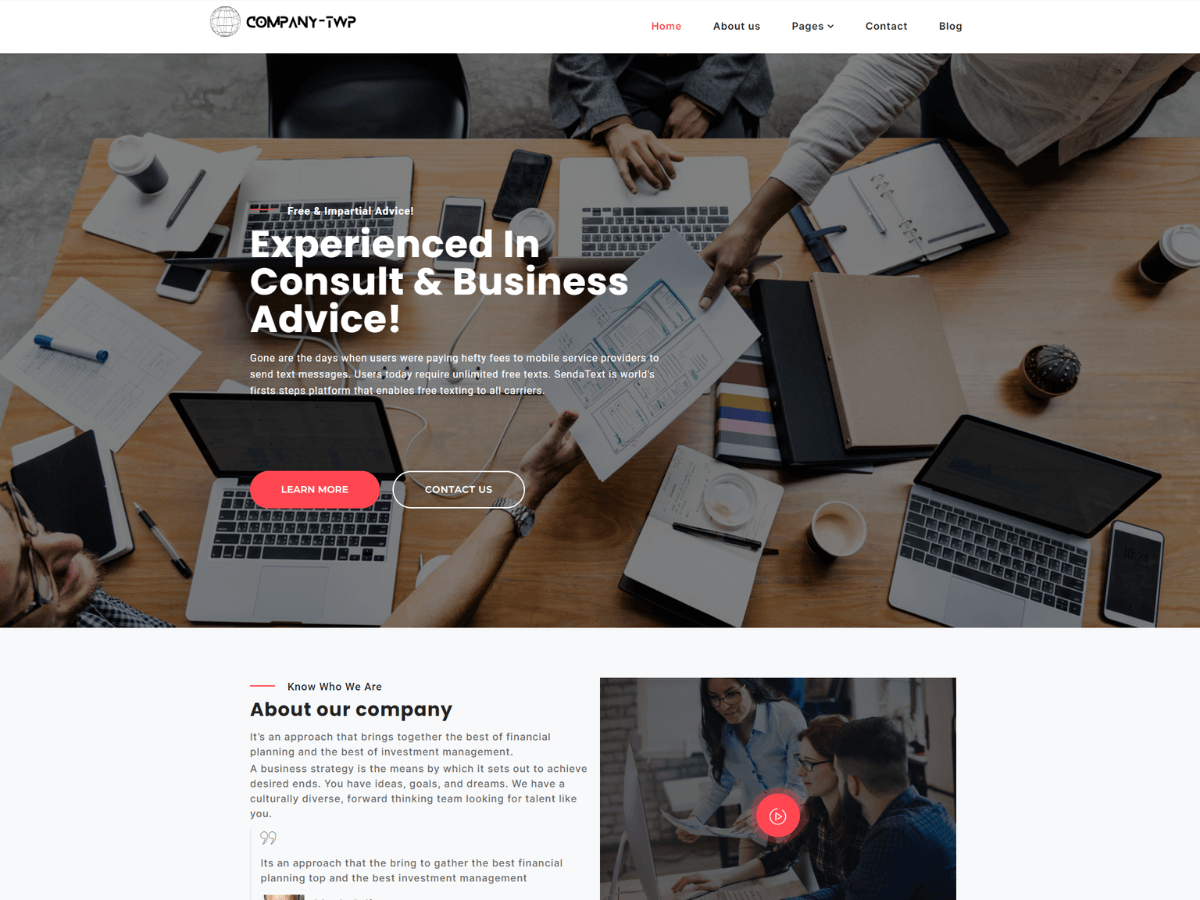 COMPANY-TWP
Home About us Pages Contact Blog
Free & Impartial Advice!
Experienced In
Consult & Business
Advice!
Gone are the days when users were paying hefty fees to mobile service providers to
send text messages. Users today require unlimited free texts. SendaText is world's
firsts steps platform that enables free texting to all carriers.
LEARN MORE CONTACT US
10:21
Know Who We Are
About our company
It's an approach that brings together the best of financial
planning and the best of investment management.
A business strategy is the means by which it sets out to achieve
desired ends. You have ideas, goals, and dreams. We have a
culturally diverse, forward thinking team looking for talent like
you.
Its an approach that the bring to gather the best financial
planning top and the best investment management